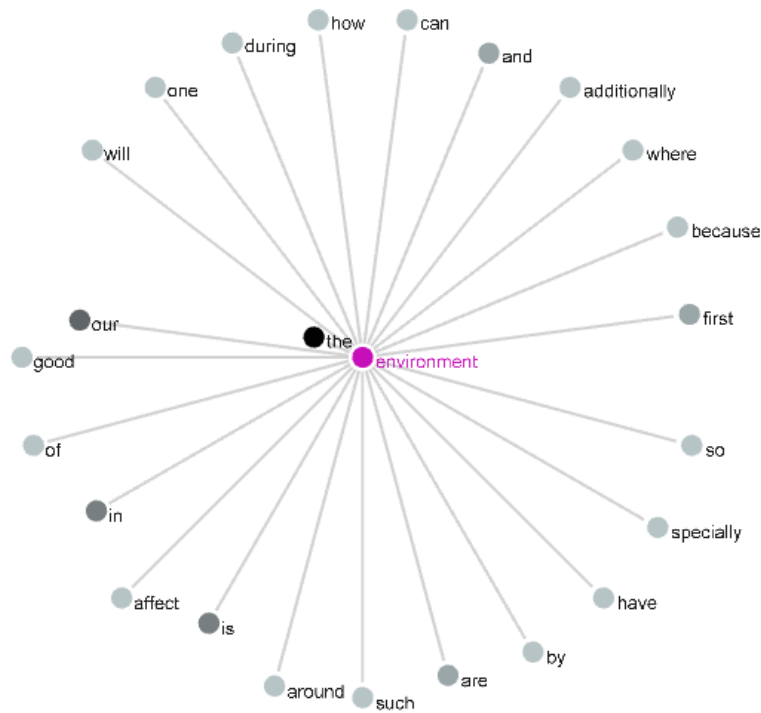 how
can
during
and
one
additionally
will
where
because
our
first
the
environment
good
of
so
in
specially
affect
have
is
by
around
are
such